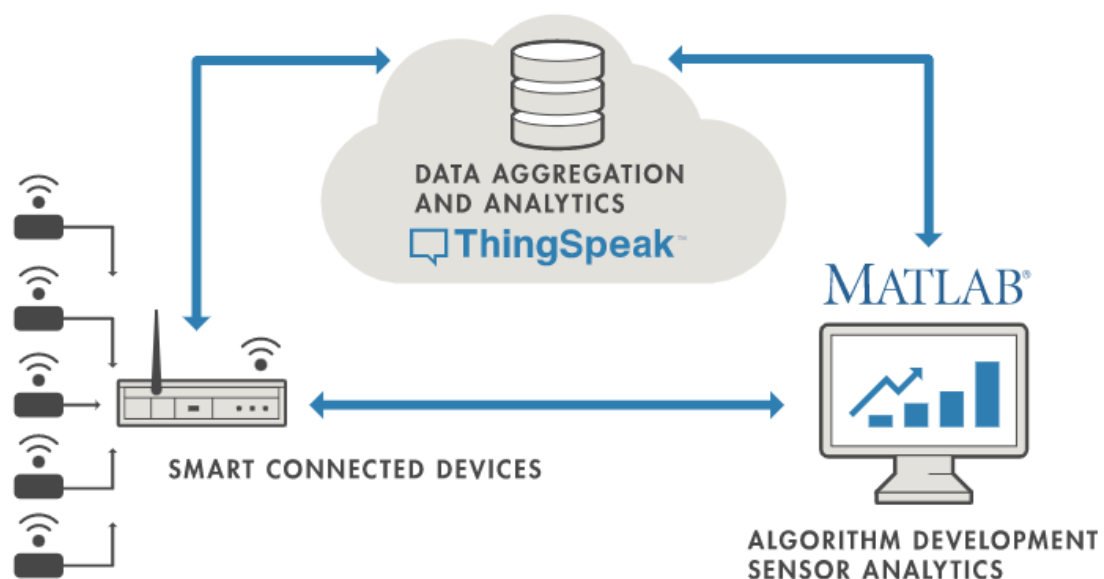 DATA AGGREGATION
AND ANALYTICS
ThingSpeak™
MATLAB®
SMART CONNECTED DEVICES
ALGORITHM DEVELOPMENT
SENSOR ANALYTICS